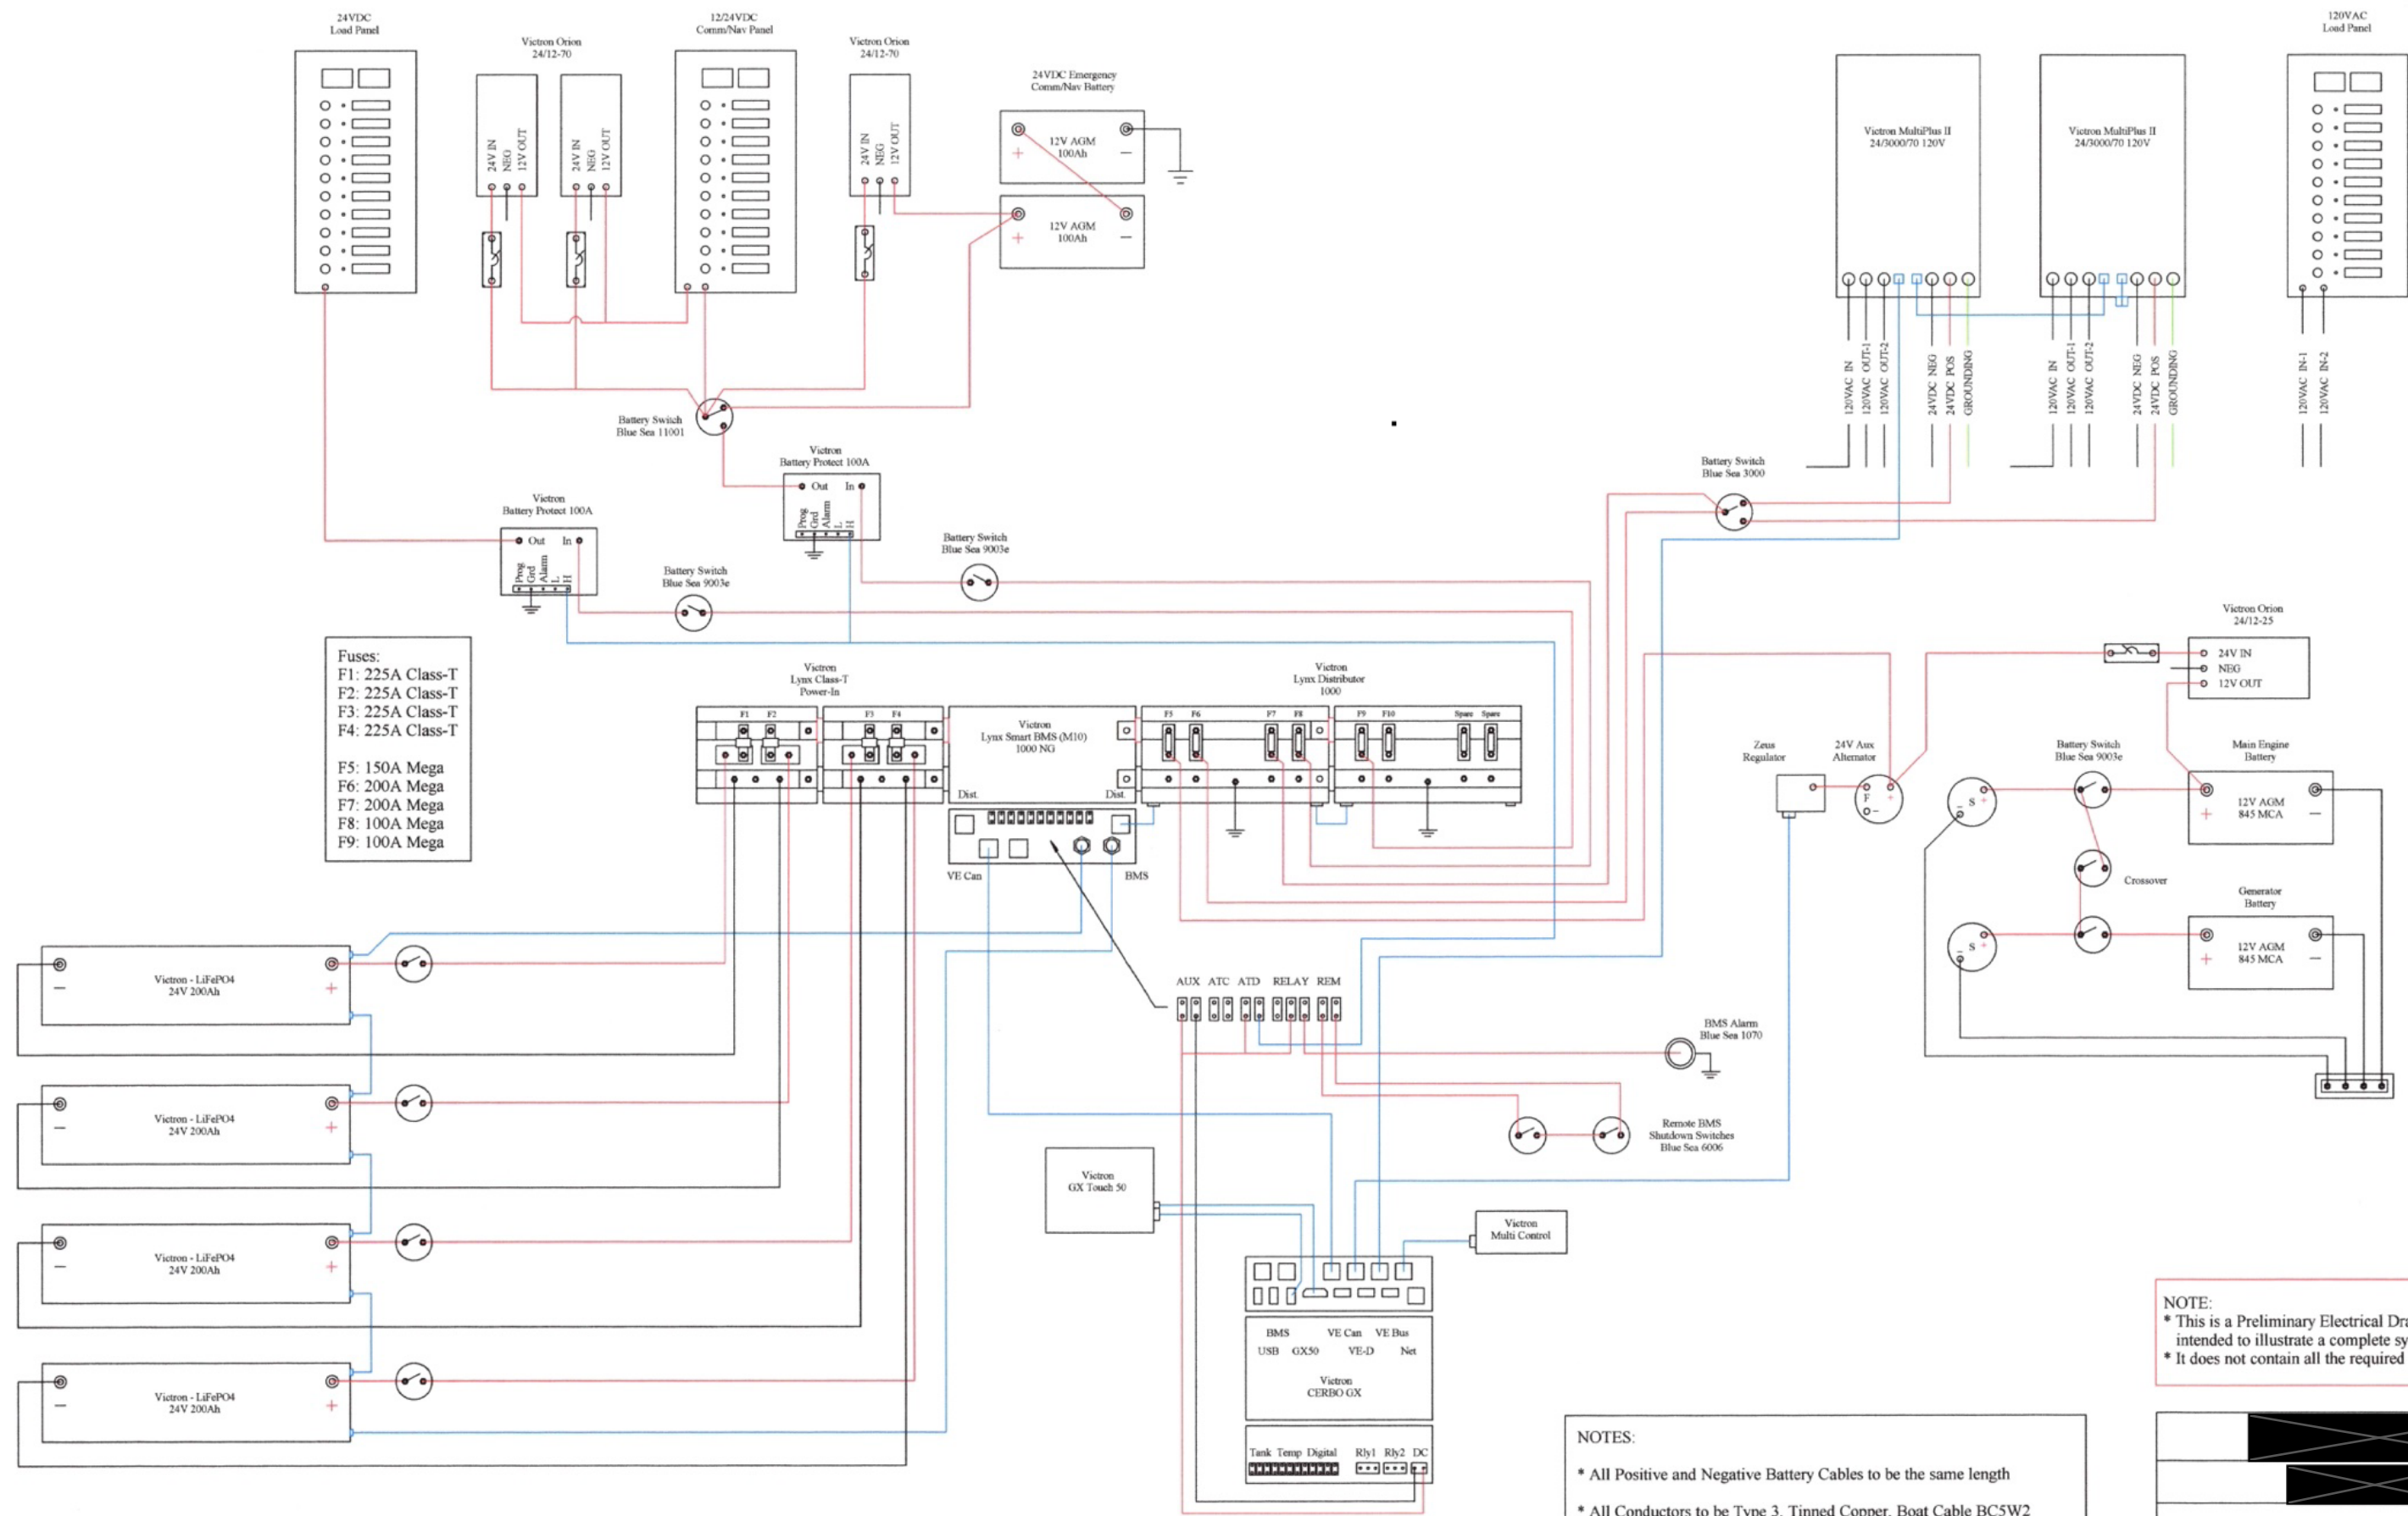 24VDC
Load Panel
Victron Orion
24/12-70
24V IN
NEG
12V OUT
24V IN
NEG
12V OUT
12/24VDC
Comm/Nav Panel
Victron Orion
24/12-70
24V IN
NEG
12V OUT
24VDC Emergency
Comm/Nav Battery
12V AGM
100Ah
+
−
12V AGM
100Ah
+
−
Victron MultiPlus II
24/3000/70 120V
120VAC IN
120VAC OUT-1
120VAC OUT-2
24VDC NEG
24VDC POS
GROUNDING
Victron MultiPlus II
24/3000/70 120V
120VAC IN
120VAC OUT-1
120VAC OUT-2
24VDC NEG
24VDC POS
GROUNDING
120VAC
Load Panel
120VAC IN-1
120VAC IN-2
Battery Switch
Blue Sea 11001
Victron
Battery Protect 100A
Out In
Prog
Grd
Alarm
L
H
Victron
Battery Protect 100A
Out In
Prog
Grd
Alarm
L
H
Battery Switch
Blue Sea 9003e
Battery Switch
Blue Sea 9003e
Battery Switch
Blue Sea 3000
Fuses:
F1: 225A Class-T
F2: 225A Class-T
F3: 225A Class-T
F4: 225A Class-T
F5: 150A Mega
F6: 200A Mega
F7: 200A Mega
F8: 100A Mega
F9: 100A Mega
Victron
Lynx Class-T
Power-In
F1 F2
F3 F4
Victron
Lynx Smart BMS (M10)
1000 NG
Dist.
Dist.
VE Can
BMS
Victron
Lynx Distributor
1000
F5 F6 F7 F8
F9 F10 Spare Spare
Victron Orion
24/12-25
24V IN
NEG
12V OUT
Zeus
Regulator
24V Aux
Alternator
F +
−
Battery Switch
Blue Sea 9003e
Main Engine
Battery
12V AGM
845 MCA
+
−
− S +
Crossover
Generator
Battery
12V AGM
845 MCA
+
−
− S +
Victron - LiFePO4
24V 200Ah
−
+
Victron - LiFePO4
24V 200Ah
−
+
Victron - LiFePO4
24V 200Ah
−
+
Victron - LiFePO4
24V 200Ah
−
+
AUX ATC ATD RELAY REM
BMS Alarm
Blue Sea 1070
Remote BMS
Shutdown Switches
Blue Sea 6006
Victron
GX Touch 50
Victron
Multi Control
BMS VE Can VE Bus
USB GX50 VE-D Net
Victron
CERBO GX
Tank Temp Digital Rly1 Rly2 DC
NOTE:
* This is a Preliminary Electrical Dra
intended to illustrate a complete sy
* It does not contain all the required
NOTES:
* All Positive and Negative Battery Cables to be the same length
* All Conductors to be Type 3, Tinned Copper, Boat Cable BC5W2